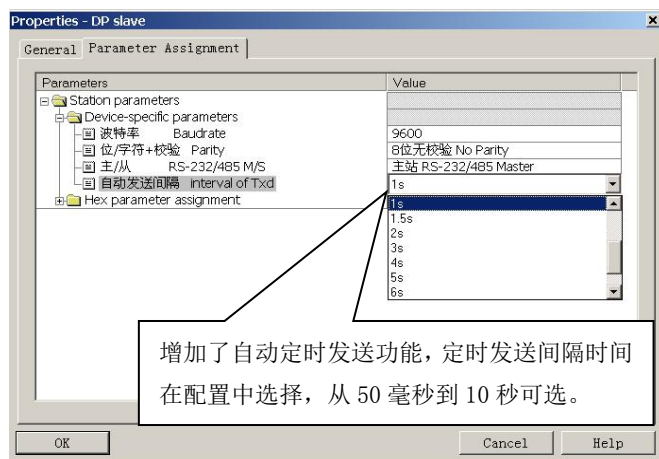 Properties - DP slave
General Parameter Assignment
Parameters Value
Station parameters
Device-specific parameters
波特率 Baudrate 9600
位/字符+校验 Parity 8位无校验 No Parity
主/从 RS-232/485 M/S 主站 RS-232/485 Master
自动发送间隔 interval of Txd 1s
Hex parameter assignment
1s
1.5s
2s
3s
4s
5s
6s
增加了自动定时发送功能，定时发送间隔时间
在配置中选择，从 50 毫秒到 10 秒可选。
OK Cancel Help